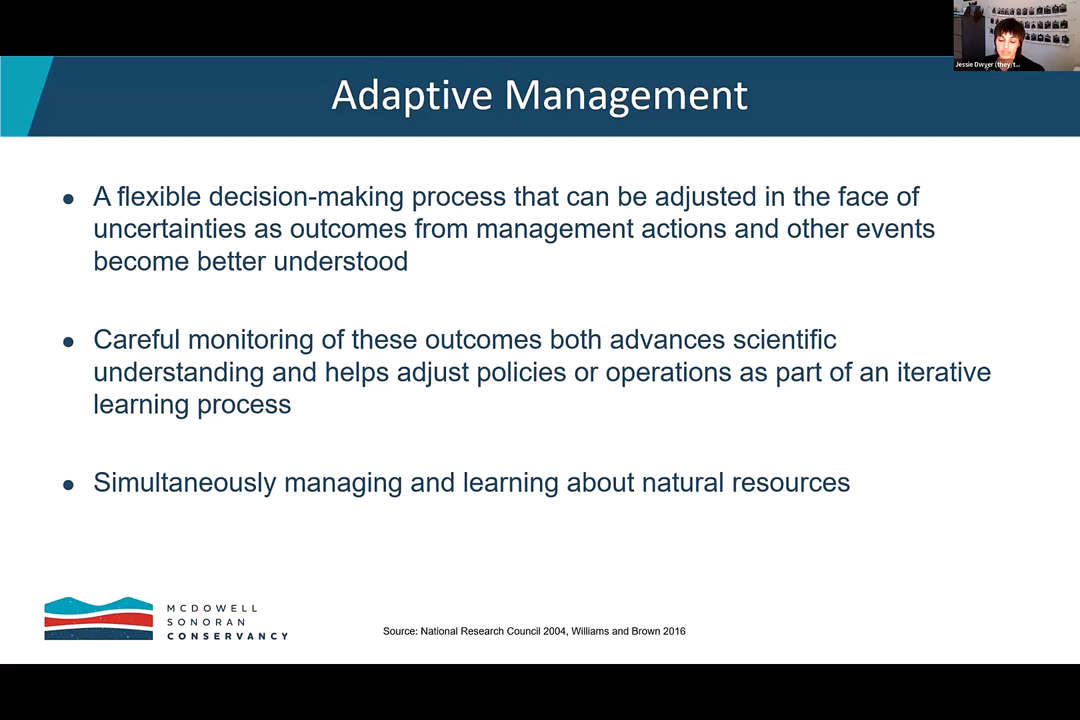 Jessie Dwyer (they, t...
Adaptive Management
● A flexible decision-making process that can be adjusted in the face of
uncertainties as outcomes from management actions and other events
become better understood
● Careful monitoring of these outcomes both advances scientific
understanding and helps adjust policies or operations as part of an iterative
learning process
● Simultaneously managing and learning about natural resources
MCDOWELL
SONORAN
CONSERVANCY
Source: National Research Council 2004, Williams and Brown 2016